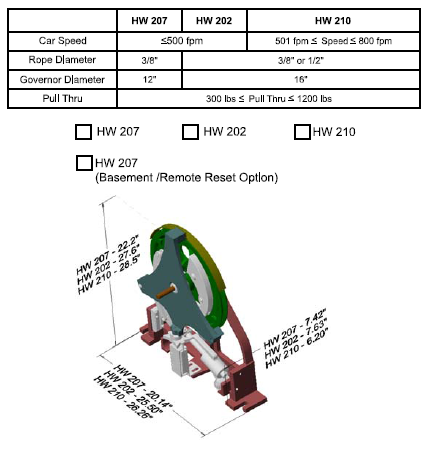 HW 207 HW 202 HW 210
Car Speed ≤500 fpm 501 fpm ≤ Speed ≤ 800 fpm
Rope Diameter 3/8" 3/8" or 1/2"
Governor Diameter 12" 16"
Pull Thru 300 lbs ≤ Pull Thru ≤ 1200 lbs
HW 207 HW 202 HW 210
HW 207
(Basement /Remote Reset Option)
HW 207 - 22.2"
HW 202 - 27.6"
HW 210 - 28.5"
HW 207 - 7.42"
HW 202 - 7.63"
HW 210 - 6.20"
HW 207 - 20.14"
HW 202 - 25.50"
HW 210 - 26.26"